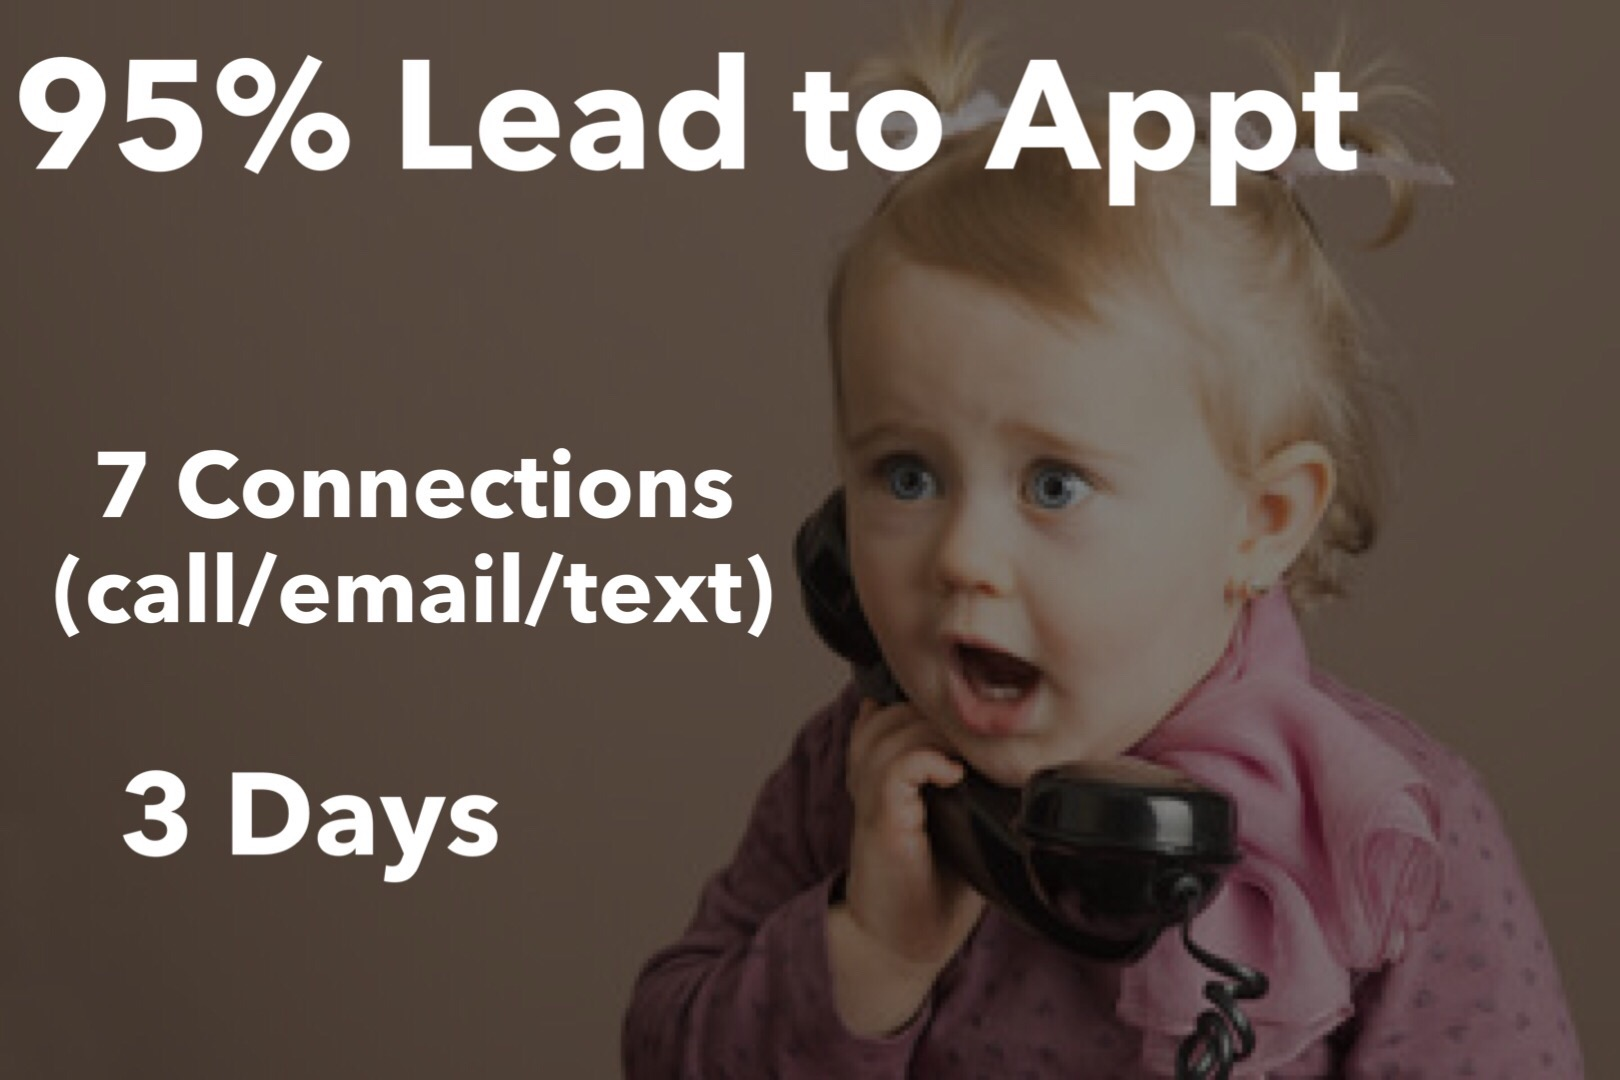 95% Lead to Appt
7 Connections
(call/email/text)
3 Days